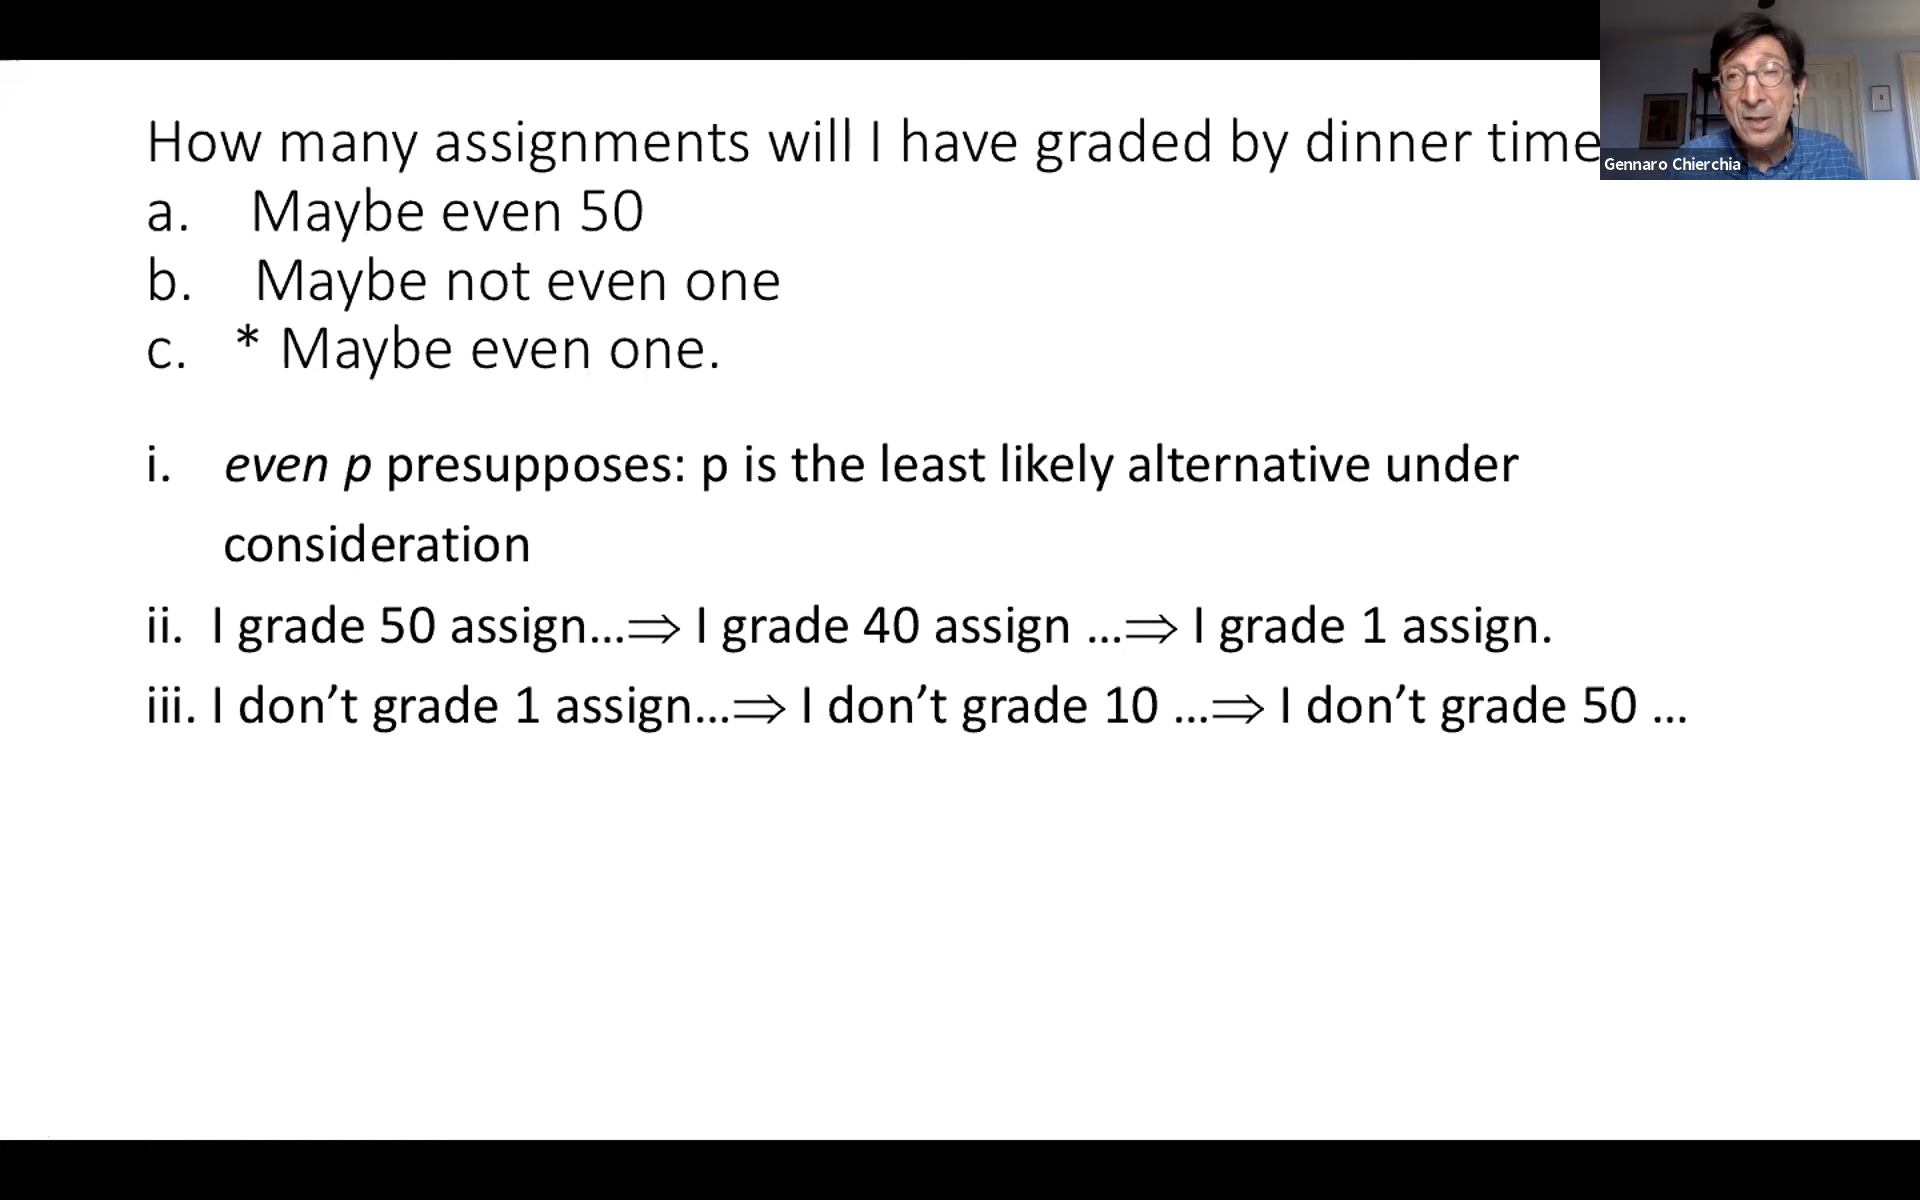 How many assignments will I have graded by dinner time
Gennaro Chierchia
a. Maybe even 50
b. Maybe not even one
c. * Maybe even one.
i. even p presupposes: p is the least likely alternative under
consideration
ii. I grade 50 assign...⇒ I grade 40 assign ...⇒ I grade 1 assign.
iii. I don’t grade 1 assign...⇒ I don’t grade 10 ...⇒ I don’t grade 50 ...